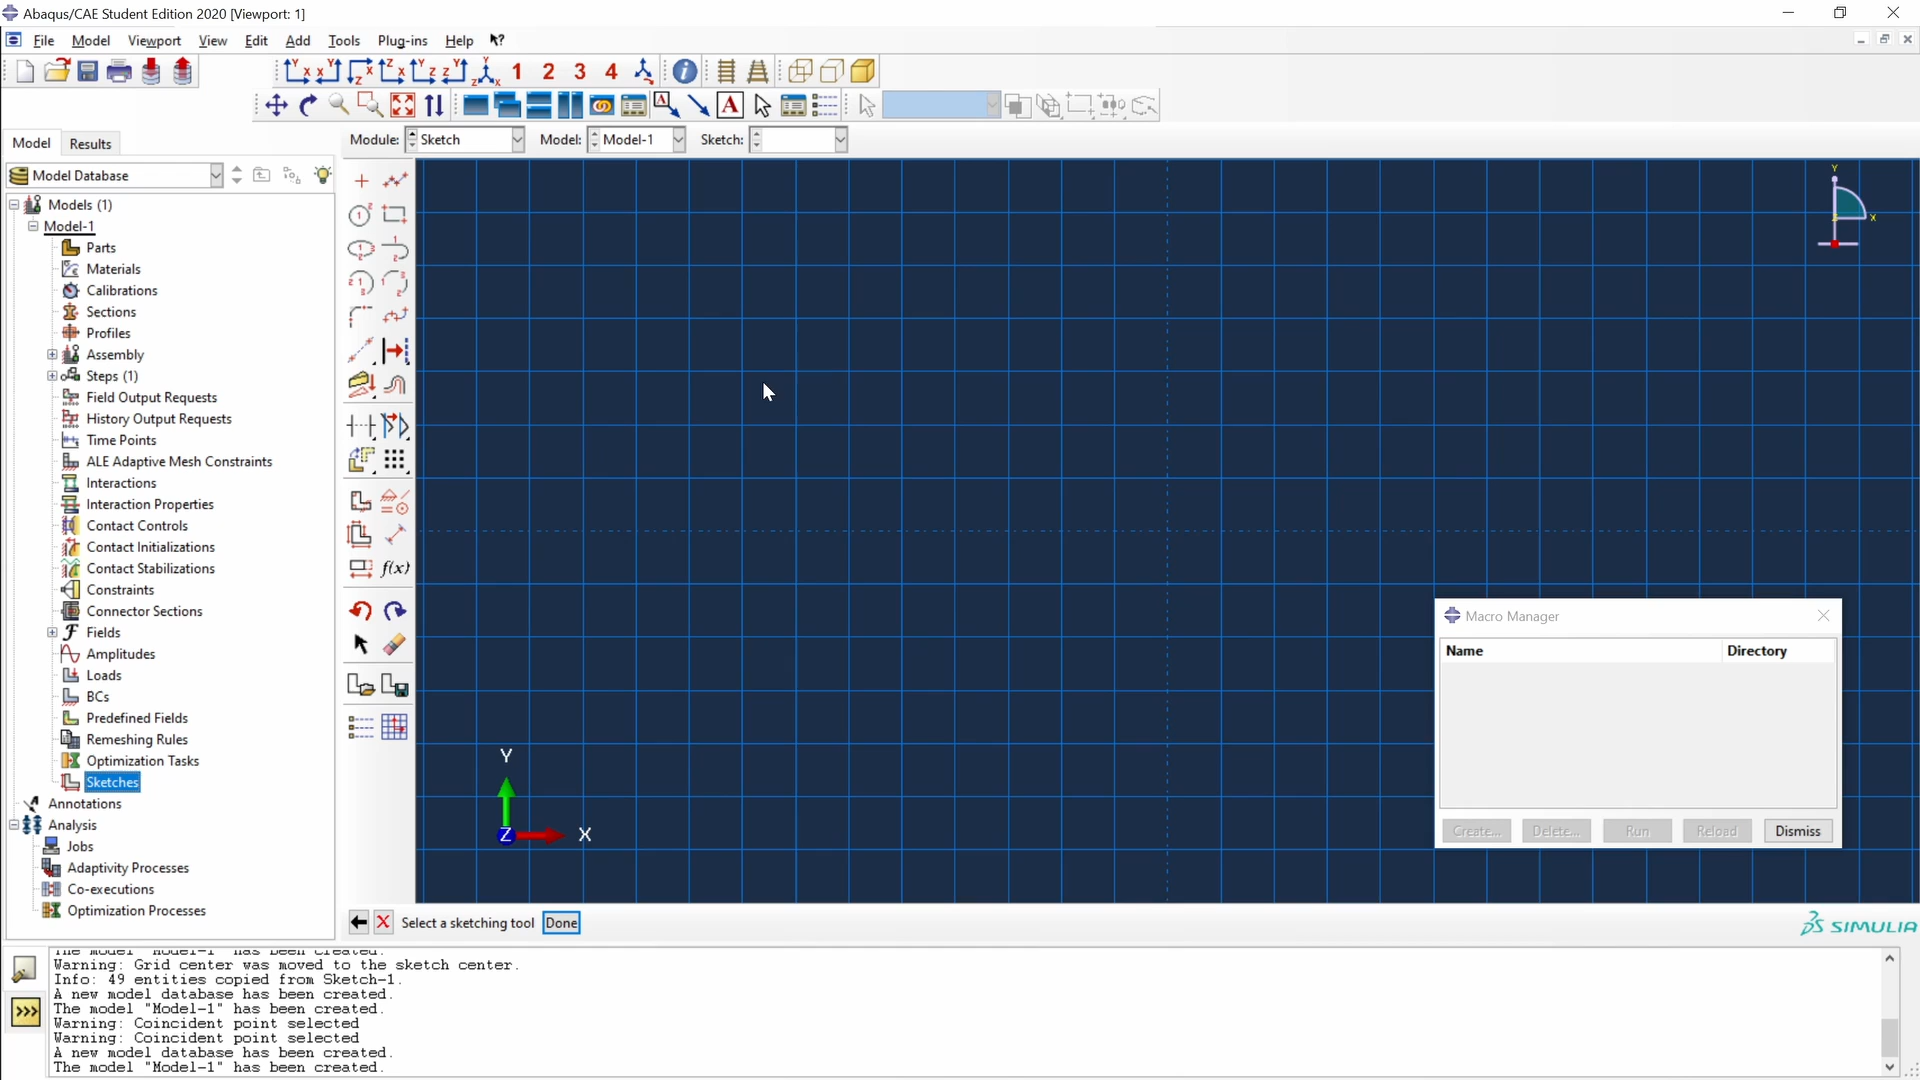 Abaqus/CAE Student Edition 2020 [Viewport: 1]
File Model Viewport View Edit Add Tools Plug-ins Help
1 2 3 4
Model Results
Module: Sketch Model: Model-1 Sketch:
Model Database
Models (1)
Model-1
Parts
Materials
Calibrations
Sections
Profiles
Assembly
Steps (1)
Field Output Requests
History Output Requests
Time Points
ALE Adaptive Mesh Constraints
Interactions
Interaction Properties
Contact Controls
Contact Initializations
Contact Stabilizations
Constraints
Connector Sections
Fields
Amplitudes
Loads
BCs
Predefined Fields
Remeshing Rules
Optimization Tasks
Sketches
Annotations
Analysis
Jobs
Adaptivity Processes
Co-executions
Optimization Processes
f(x)
Y
X
Y
Z X
Macro Manager
Name Directory
Create... Delete... Run Reload Dismiss
Select a sketching tool Done
SIMULIA
The model "Model-1" has been created.
Warning: Grid center was moved to the sketch center.
Info: 49 entities copied from Sketch-1.
A new model database has been created.
The model "Model-1" has been created.
Warning: Coincident point selected
Warning: Coincident point selected
A new model database has been created.
The model "Model-1" has been created.